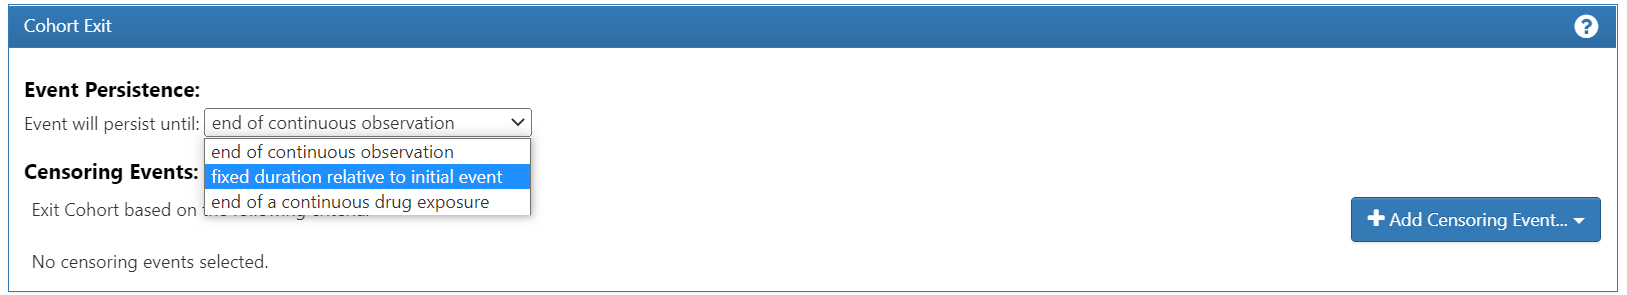 Cohort Exit
?
Event Persistence:
Event will persist until: end of continuous observation
end of continuous observation
fixed duration relative to initial event
end of a continuous drug exposure
Censoring Events:
Exit Cohort based on
Add Censoring Event...
No censoring events selected.